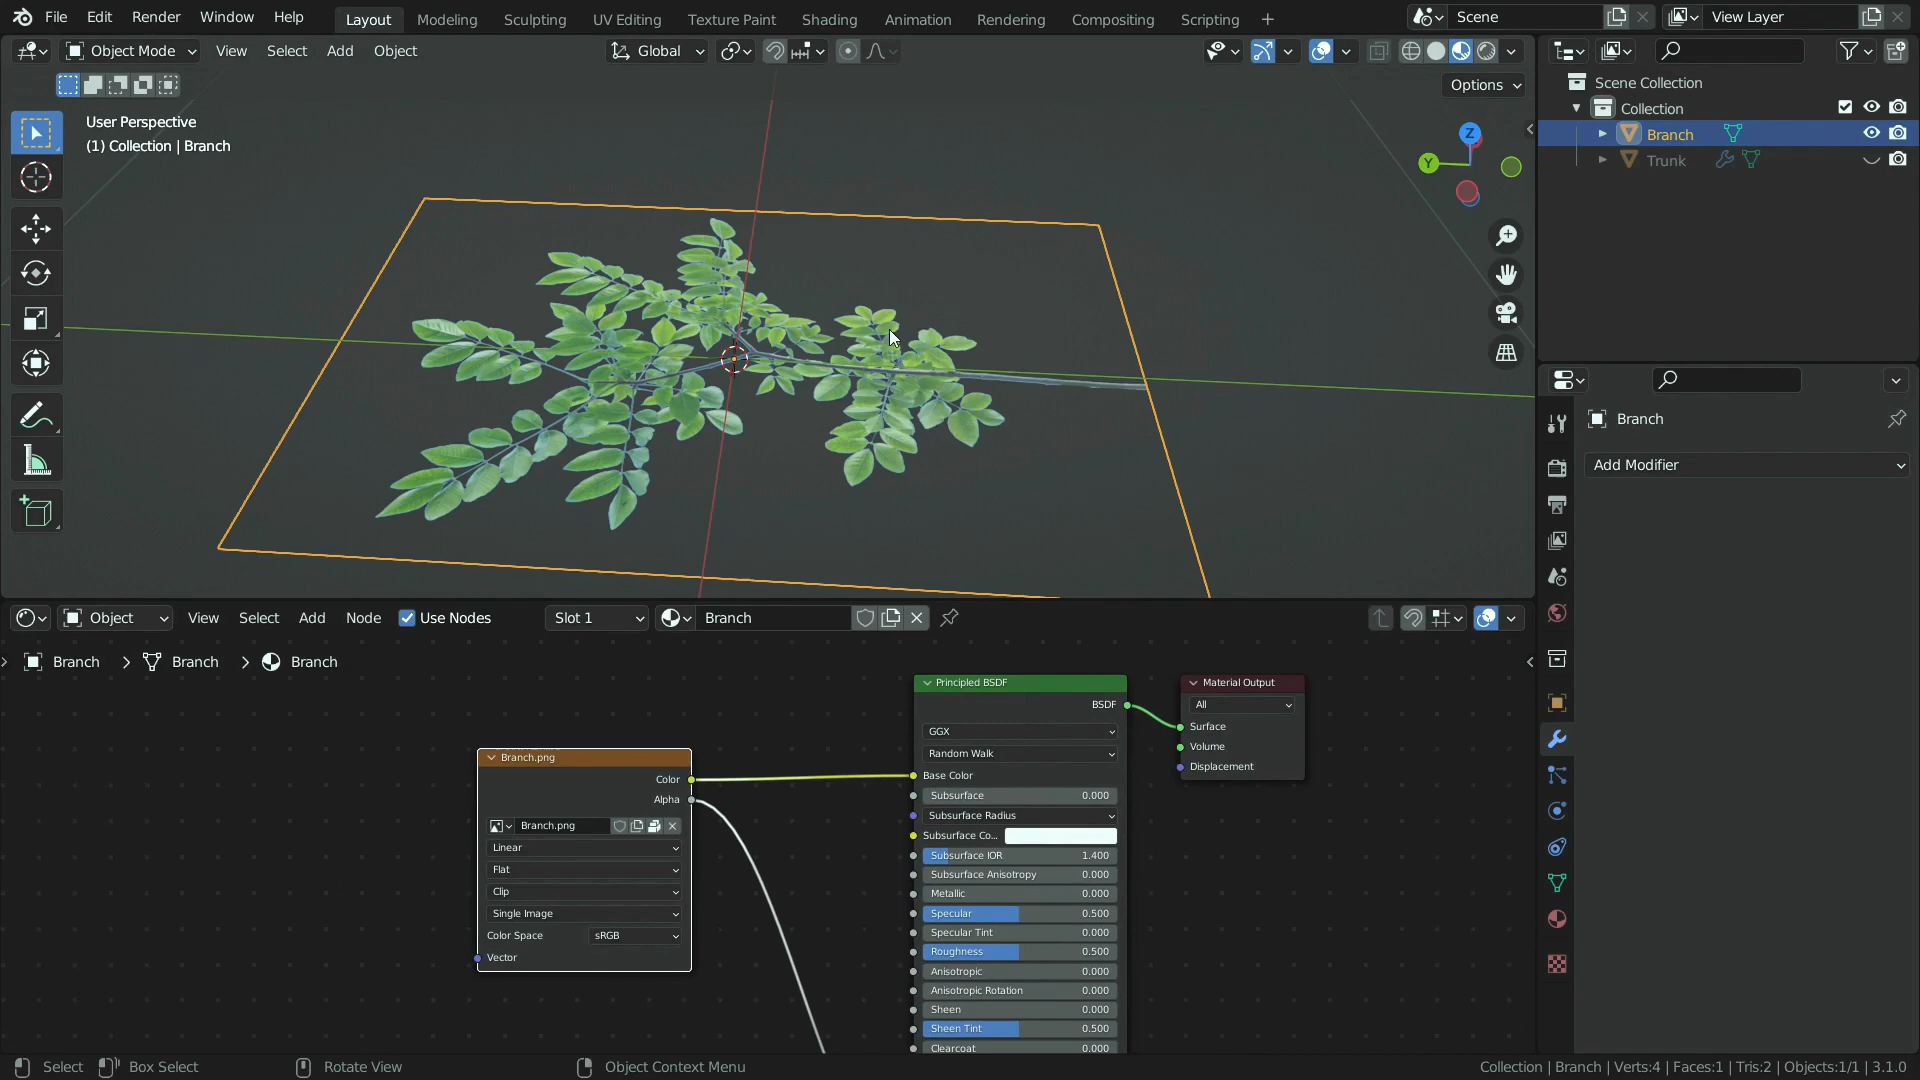 File Edit Render Window Help Layout Modeling Sculpting UV Editing Texture Paint Shading Animation Rendering Compositing Scripting + Scene View Layer
Object Mode View Select Add Object Global
Options
User Perspective
(1) Collection | Branch
Z
Y
Scene Collection
Collection
Branch
Trunk
Branch
Add Modifier
Object View Select Add Node Use Nodes Slot 1 Branch
Branch > Branch > Branch
Branch.png
Color
Alpha
Branch.png
Linear
Flat
Clip
Single Image
Color Space sRGB
Vector
Principled BSDF
BSDF
GGX
Random Walk
Base Color
Subsurface 0.000
Subsurface Radius
Subsurface Co...
Subsurface IOR 1.400
Subsurface Anisotropy 0.000
Metallic 0.000
Specular 0.500
Specular Tint 0.000
Roughness 0.500
Anisotropic 0.000
Anisotropic Rotation 0.000
Sheen 0.000
Sheen Tint 0.500
Clearcoat 0.000
Material Output
All
Surface
Volume
Displacement
Select Box Select Rotate View Object Context Menu Collection | Branch | Verts:4 | Faces:1 | Tris:2 | Objects:1/1 | 3.1.0